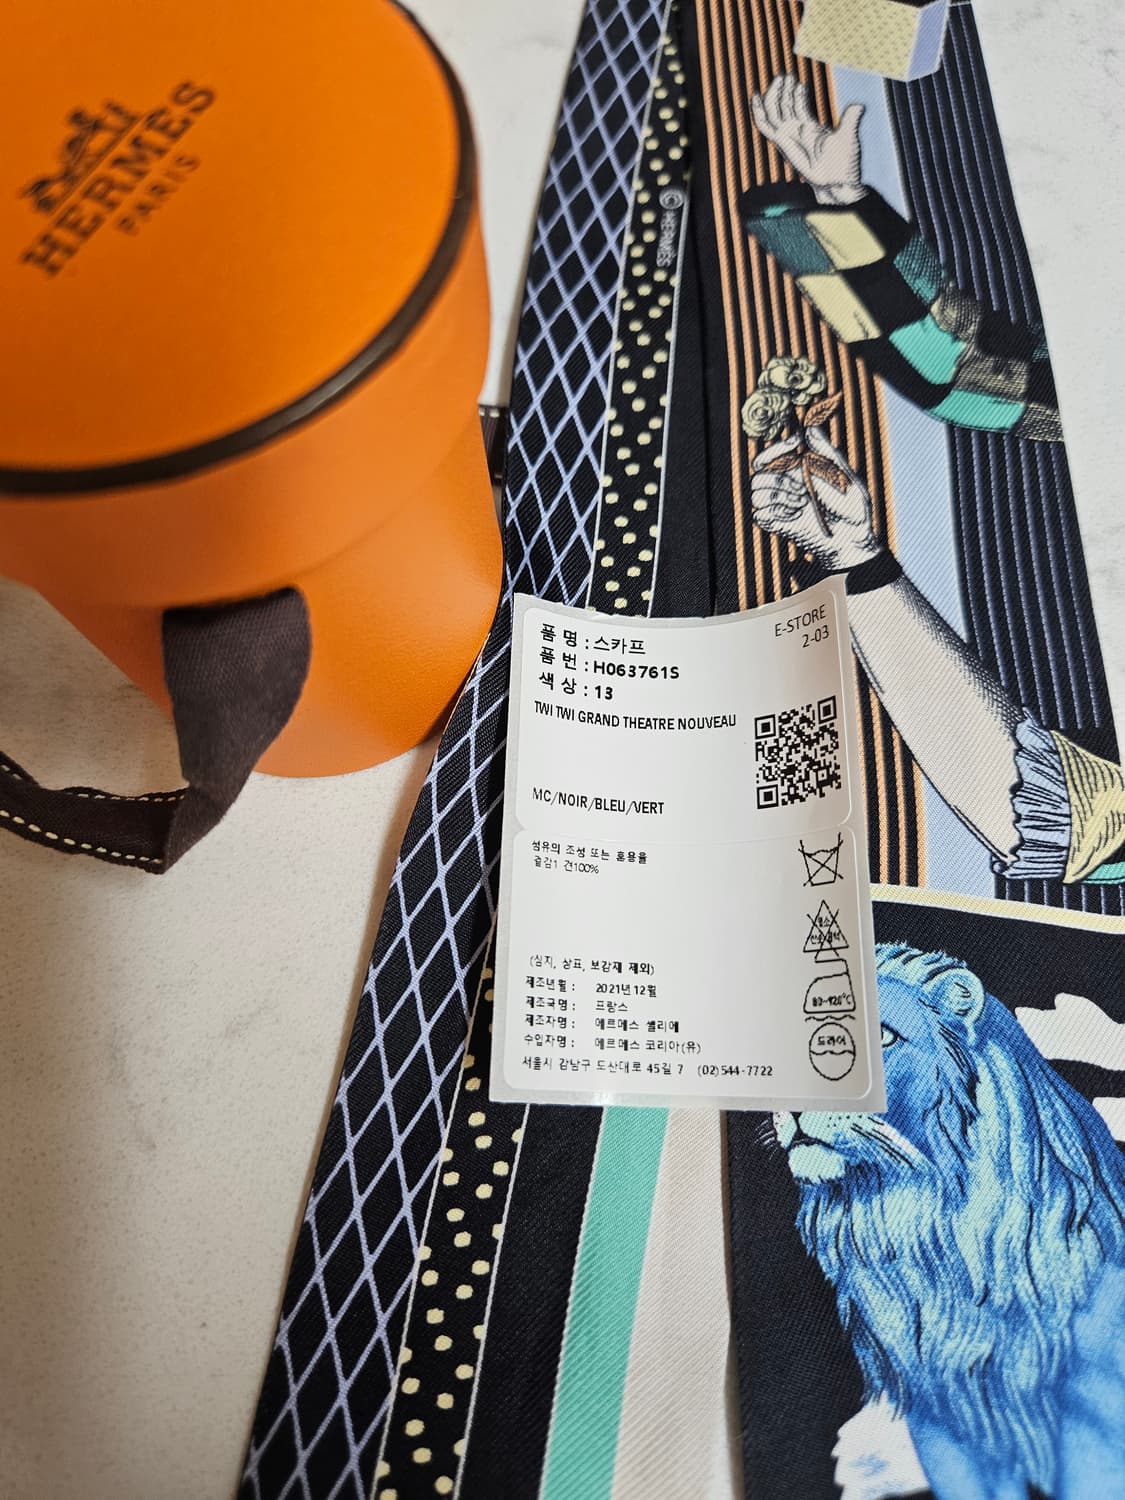 HERMES
PARIS
© HERMES
E-STORE
2-03
품 명 : 스카프
품 번 : H063761S
색 상 : 13
TWI TWI GRAND THEATRE NOUVEAU
MC/NOIR/BLEU/VERT
섬유의 조성 또는 혼용율
겉감1 견100%
(심지, 상표, 보강재 제외)
제조년월 : 2021년 12월
제조국명 : 프랑스
제조자명 : 에르메스 셀리에
수입자명 : 에르메스 코리아(유)
서울시 강남구 도산대로 45길 7 (02)544-7722
80~120°C
드라이